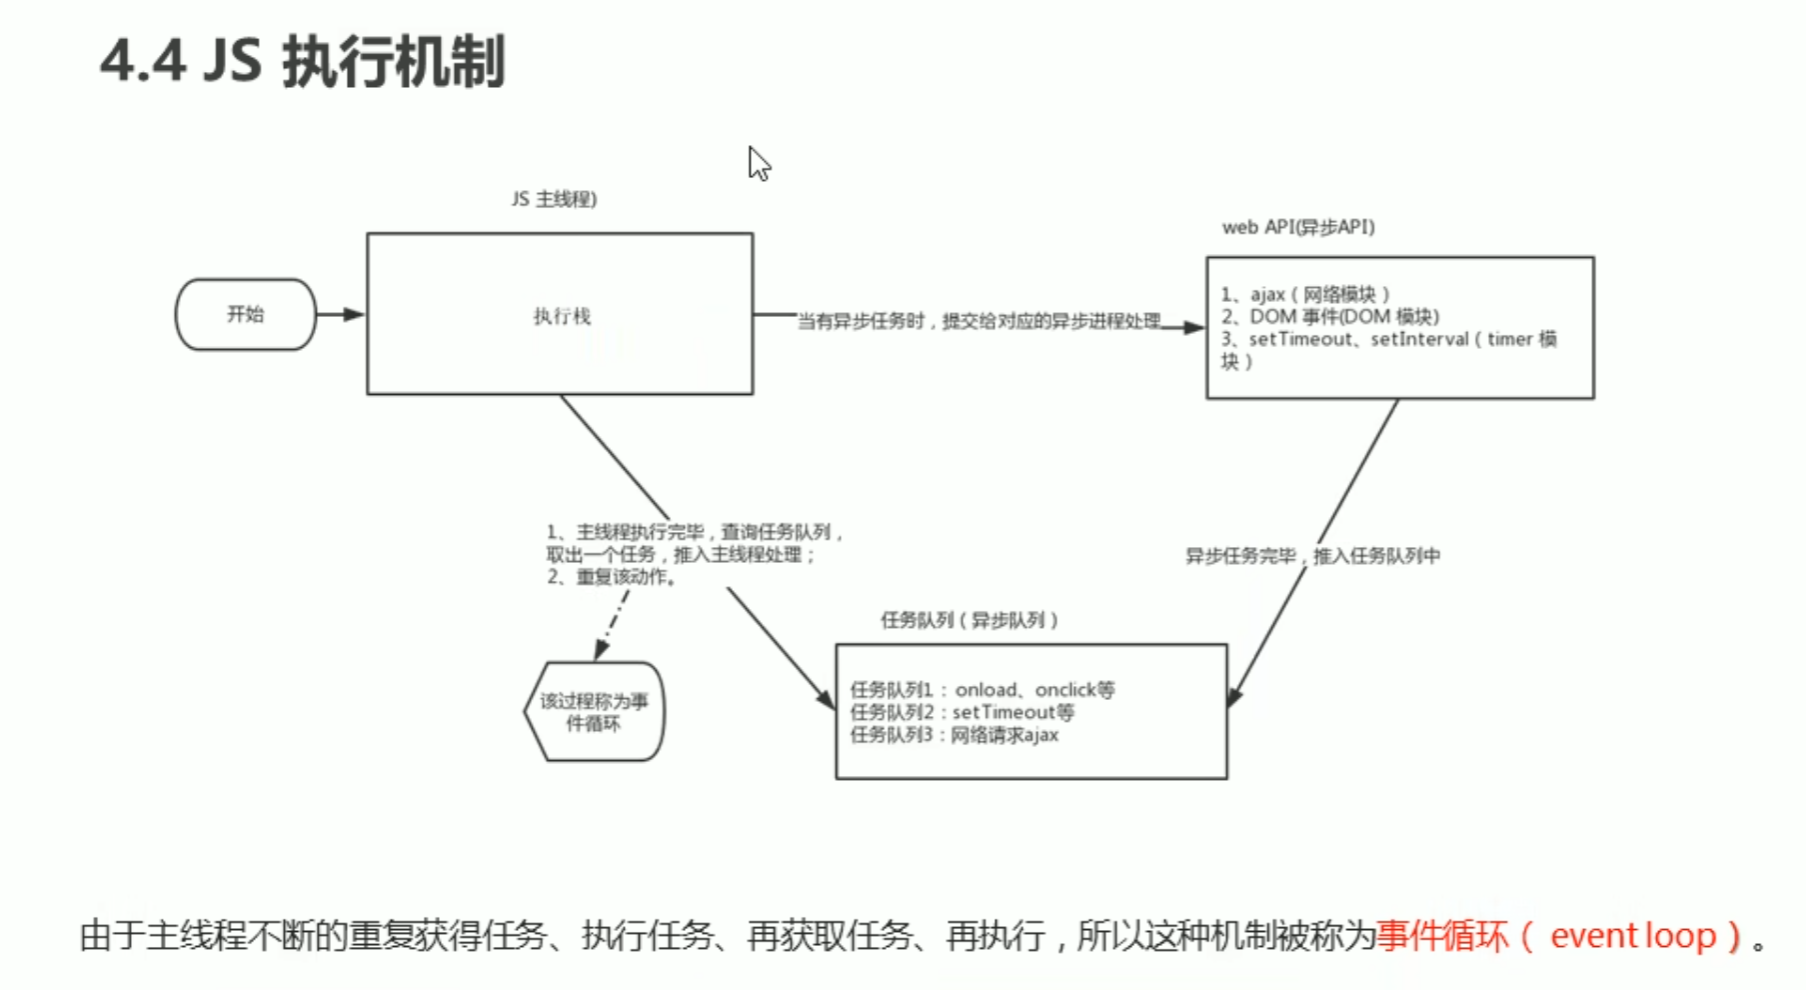 4.4 JS 执行机制
JS 主线程)
web API(异步API)
开始
执行栈
当有异步任务时，提交给对应的异步进程处理
1、ajax（网络模块）
2、DOM 事件(DOM 模块)
3、setTimeout、setInterval（timer 模
块）
1、主线程执行完毕，查询任务队列，
取出一个任务，推入主线程处理；
2、重复该动作。
异步任务完毕，推入任务队列中
任务队列（异步队列）
该过程称为事
件循环
任务队列1：onload、onclick等
任务队列2：setTimeout等
任务队列3：网络请求ajax
由于主线程不断的重复获得任务、执行任务、再获取任务、再执行，所以这种机制被称为事件循环（ event loop）。